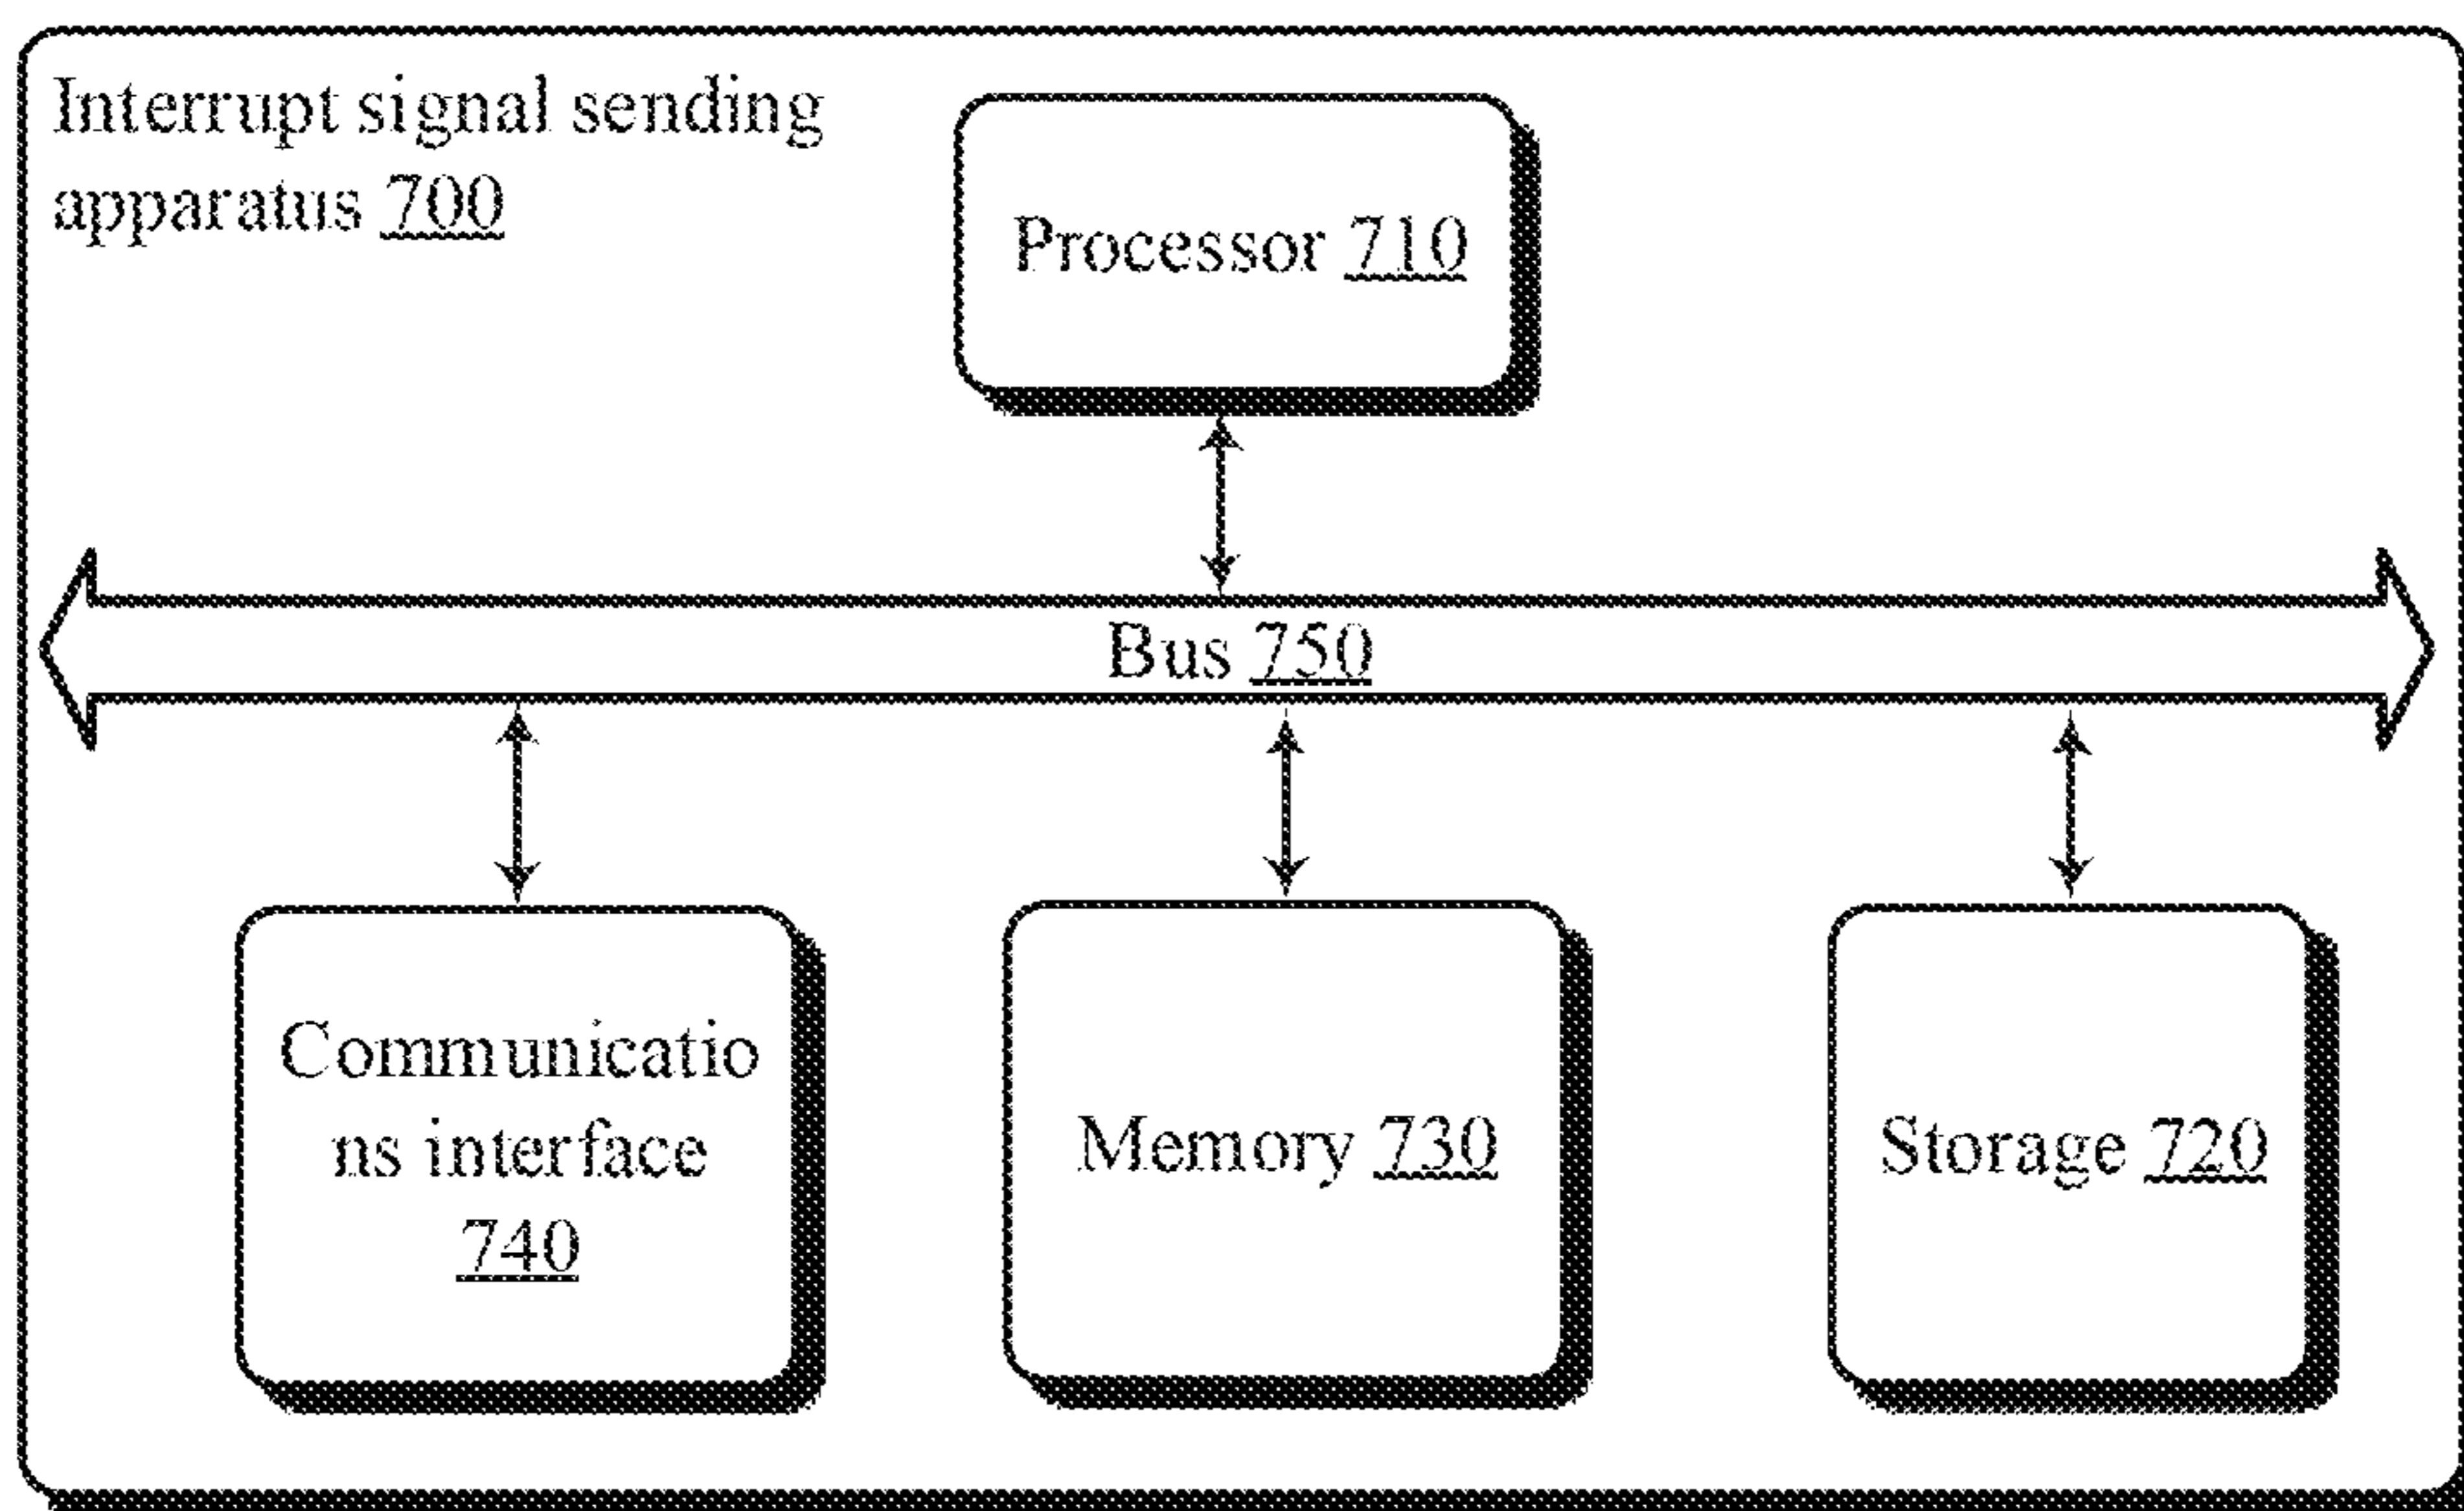 Interrupt signal sending
apparatus 700
Processor 710
Bus 750
Communicatio
ns interface
740
Memory 730
Storage 720